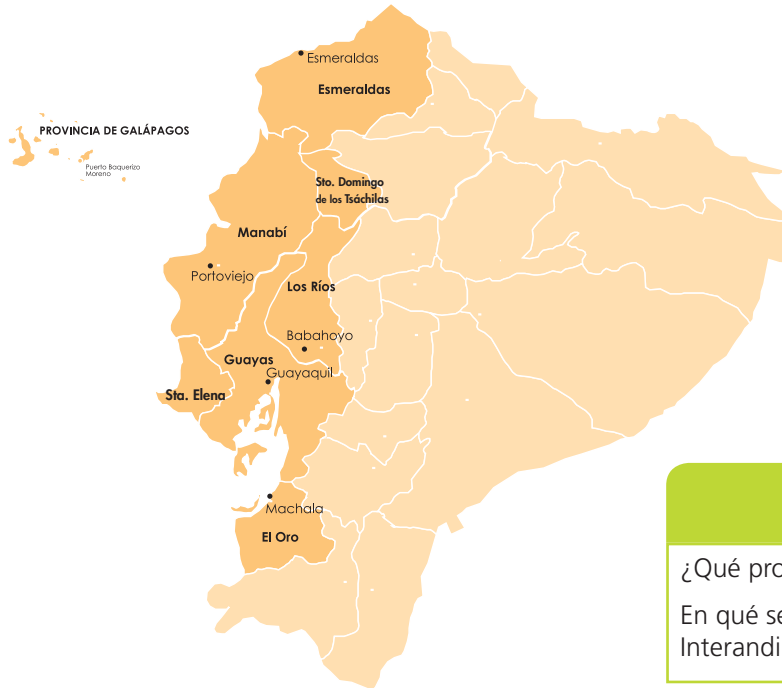 Esmeraldas
Esmeraldas
PROVINCIA DE GALÁPAGOS
Puerto Baquerizo
Moreno
Sto. Domingo
de los Tsáchilas
Manabí
Portoviejo
Los Ríos
Babahoyo
Guayas
Guayaquil
Sta. Elena
Machala
El Oro
¿Qué pro
En qué se
Interandi